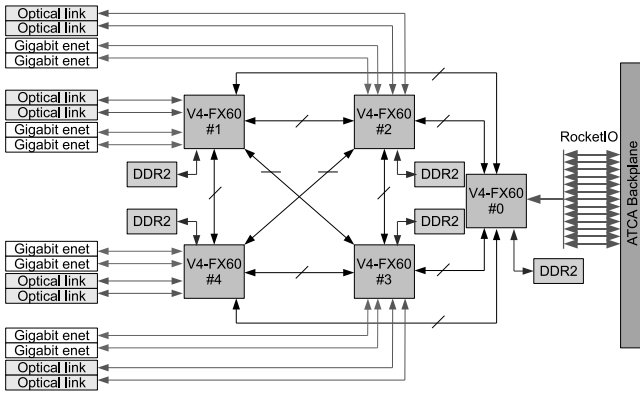 Optical link
Optical link
Gigabit enet
Gigabit enet
Optical link
Optical link
Gigabit enet
Gigabit enet
V4-FX60
#1
V4-FX60
#2
RocketIO
ATCA Backplane
DDR2
DDR2
V4-FX60
#0
DDR2
DDR2
Gigabit enet
Gigabit enet
Optical link
Optical link
V4-FX60
#4
V4-FX60
#3
DDR2
Gigabit enet
Gigabit enet
Optical link
Optical link